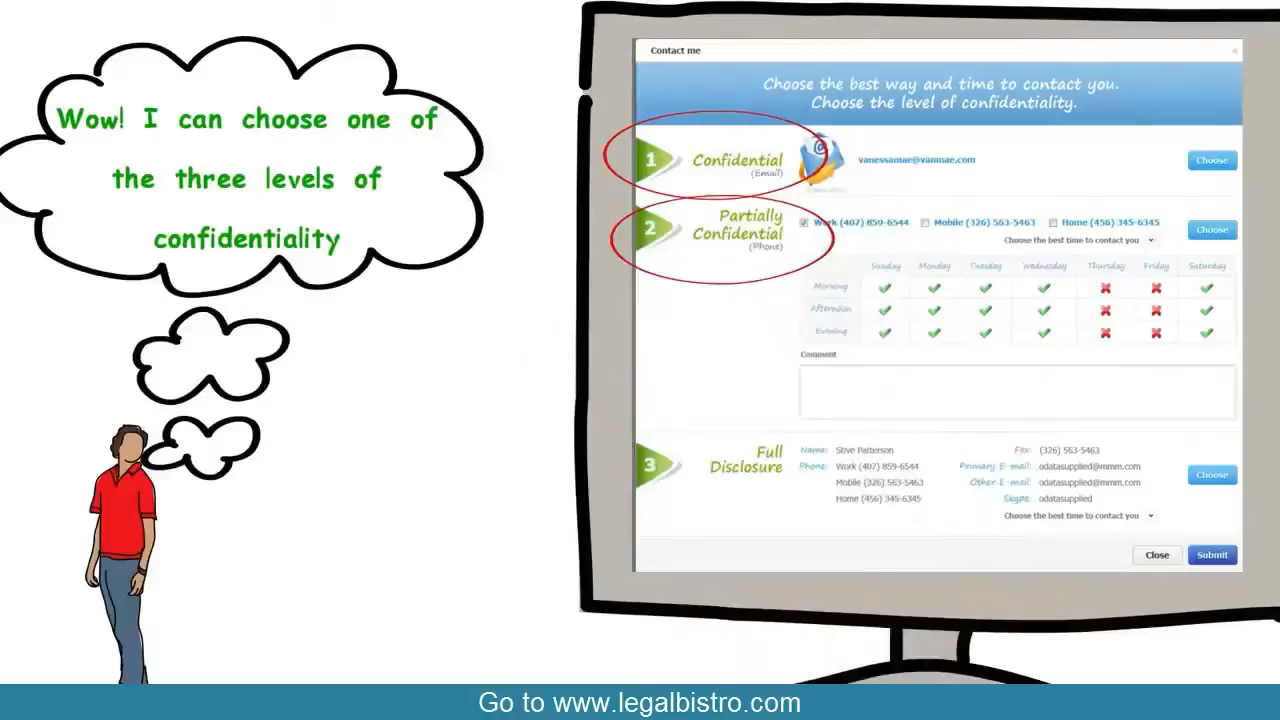 Wow! I can choose one of
the three levels of
confidentiality
Contact me
Choose the best way and time to contact you.
Choose the level of confidentiality.
1
Confidential
(Email)
vanessamae@vanmae.com
Choose
2
Partially
Confidential
(Phone)
Work (407) 859-6544 Mobile (326) 563-5463 Home (456) 345-6345
Choose
Choose the best time to contact you
Sunday Monday Tuesday Wednesday Thursday Friday Saturday
Morning
Afternoon
Evening
Comment
3
Full
Disclosure
Name: Stive Patterson
Phone: Work (407) 859-6544
Mobile (326) 563-5463
Home (456) 345-6345
Fax: (326) 563-5463
Primary E-mail: odatasupplied@mmm.com
Other E-mail: odatasupplied@mmm.com
Skype: odatasupplied
Choose the best time to contact you
Choose
Close Submit
Go to www.legalbistro.com